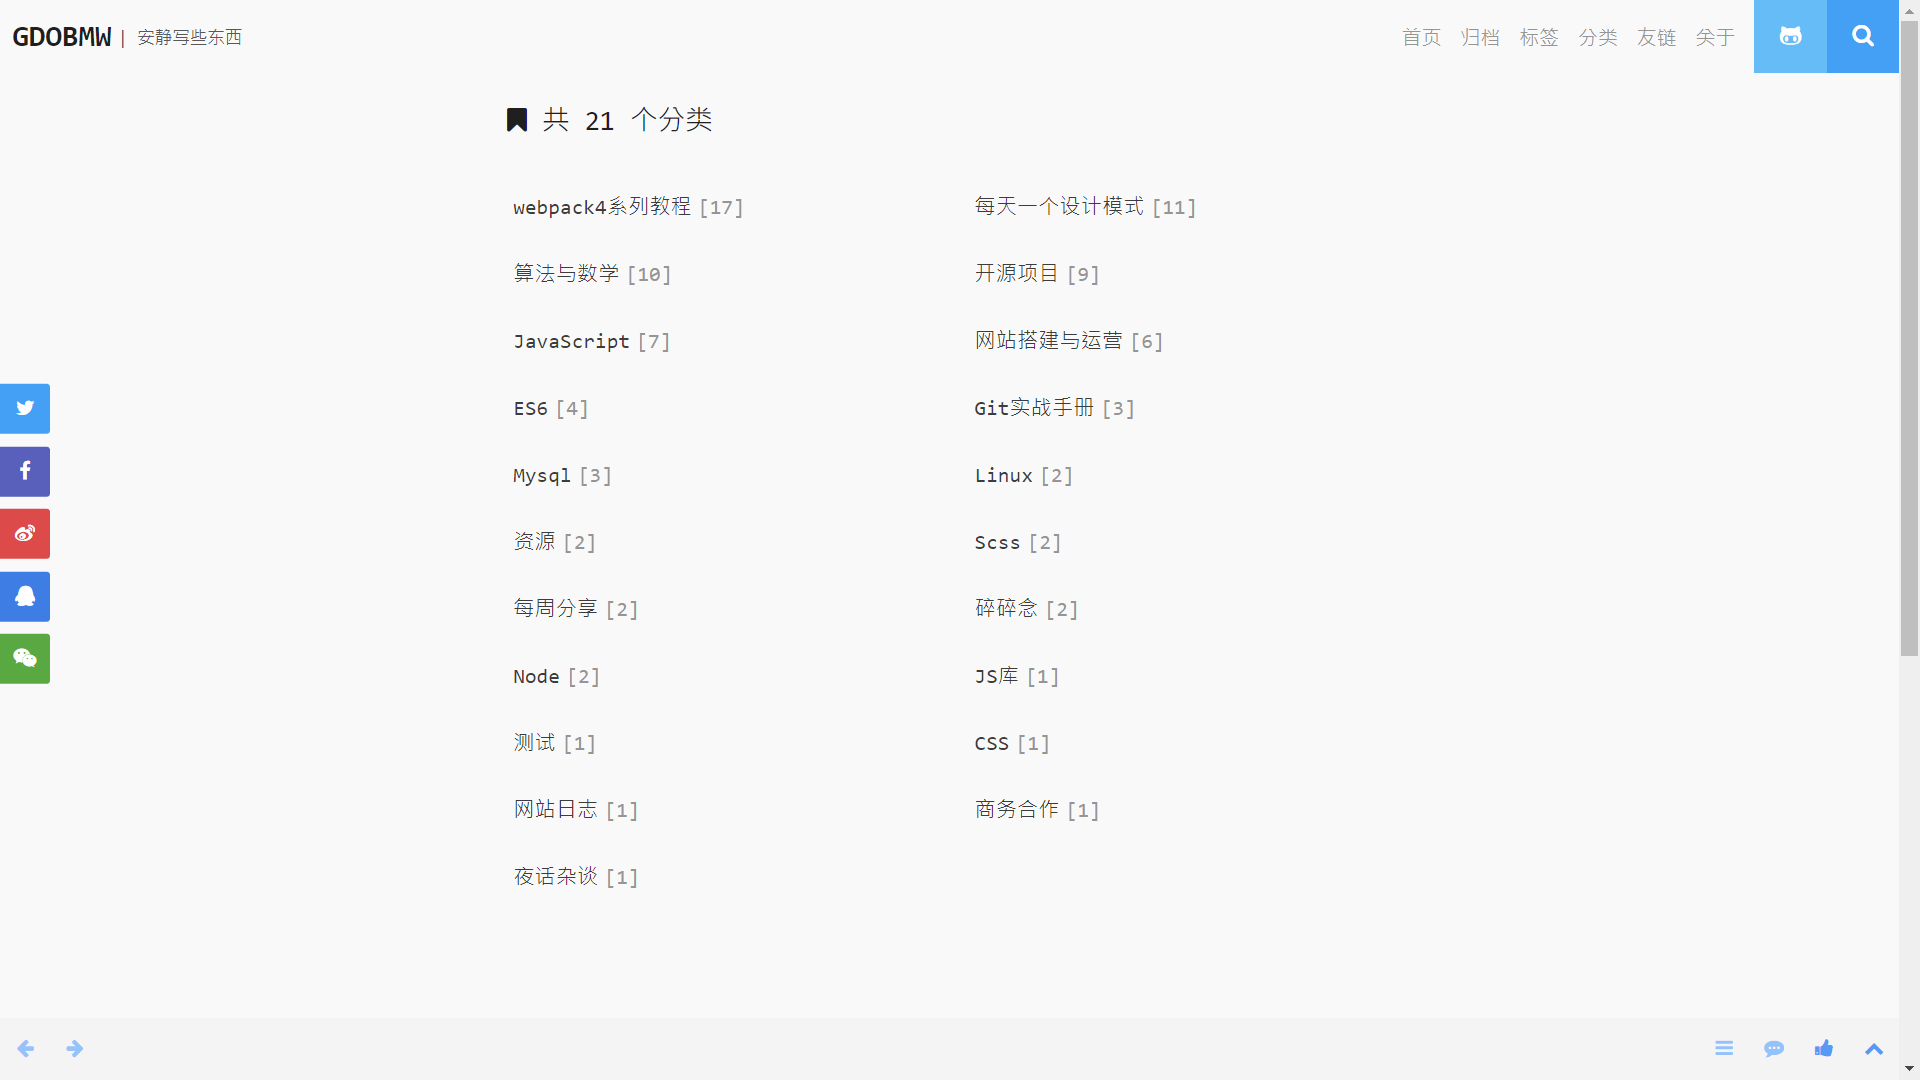 GDOBMW | 安静写些东西
首页 归档 标签 分类 友链 关于
共 21 个分类
webpack4系列教程 [17]
每天一个设计模式 [11]
算法与数学 [10]
开源项目 [9]
JavaScript [7]
网站搭建与运营 [6]
ES6 [4]
Git实战手册 [3]
Mysql [3]
Linux [2]
资源 [2]
Scss [2]
每周分享 [2]
碎碎念 [2]
Node [2]
JS库 [1]
测试 [1]
CSS [1]
网站日志 [1]
商务合作 [1]
夜话杂谈 [1]